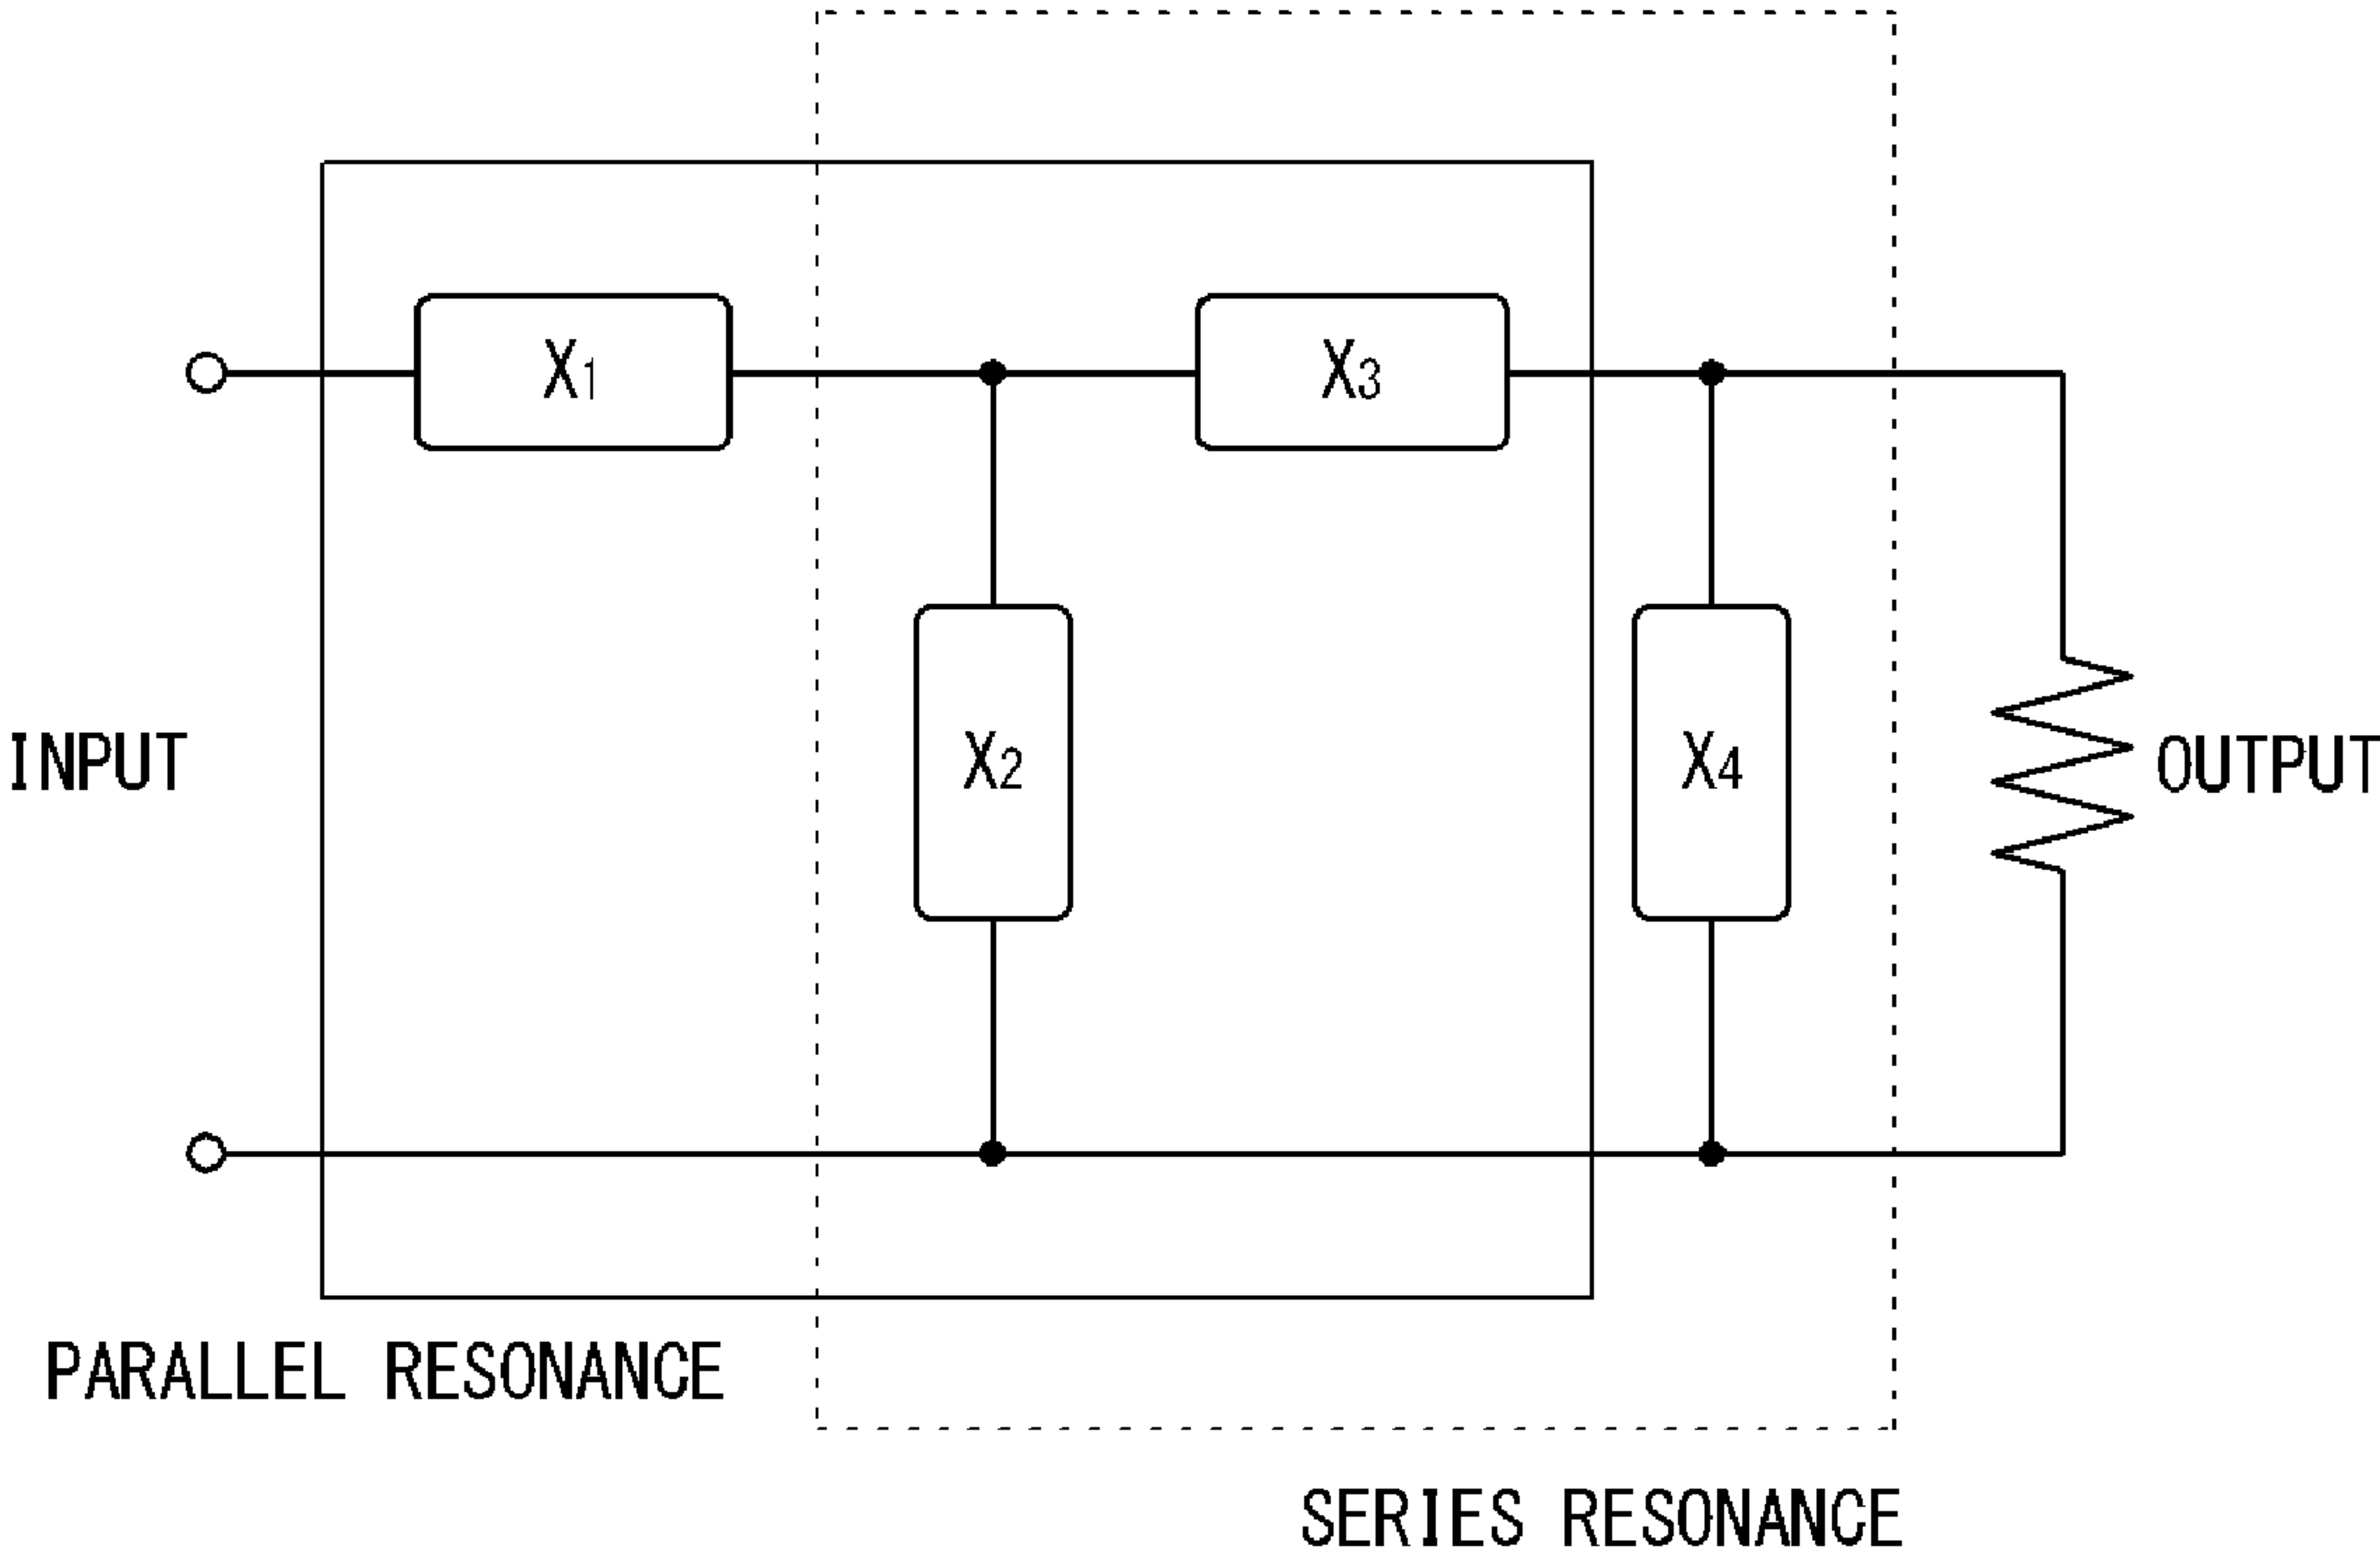 X1
X3
INPUT
X2
X4
OUTPUT
PARALLEL RESONANCE
SERIES RESONANCE